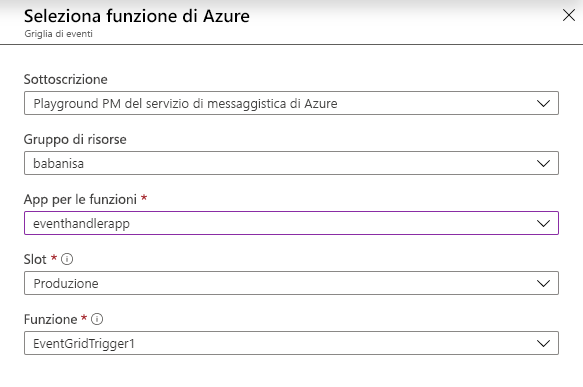 Seleziona funzione di Azure
Griglia di eventi
Sottoscrizione
Playground PM del servizio di messaggistica di Azure
Gruppo di risorse
babanisa
App per le funzioni *
eventhandlerapp
Slot *
Produzione
Funzione *
EventGridTrigger1